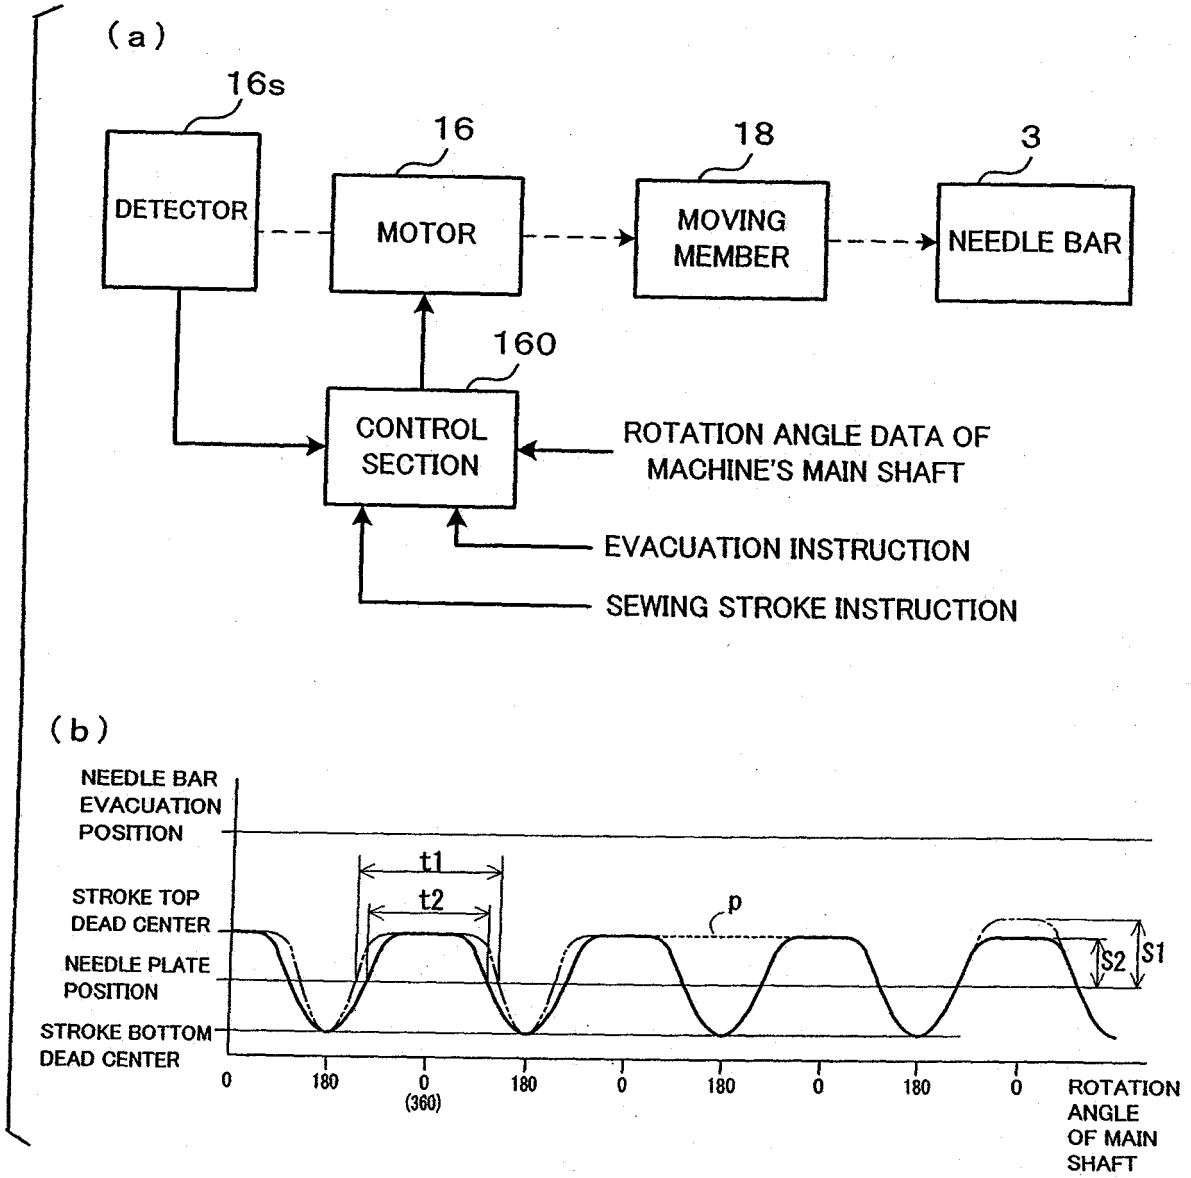 (a)
16s
16
18
3
DETECTOR
MOTOR
MOVING
MEMBER
NEEDLE BAR
160
CONTROL
SECTION
ROTATION ANGLE DATA OF
MACHINE'S MAIN SHAFT
EVACUATION INSTRUCTION
SEWING STROKE INSTRUCTION
(b)
NEEDLE BAR
EVACUATION
POSITION
t1
t2
STROKE TOP
DEAD CENTER
p
S2
S1
NEEDLE PLATE
POSITION
STROKE BOTTOM
DEAD CENTER
0
180
0
(360)
180
0
180
0
180
0
ROTATION
ANGLE
OF MAIN
SHAFT